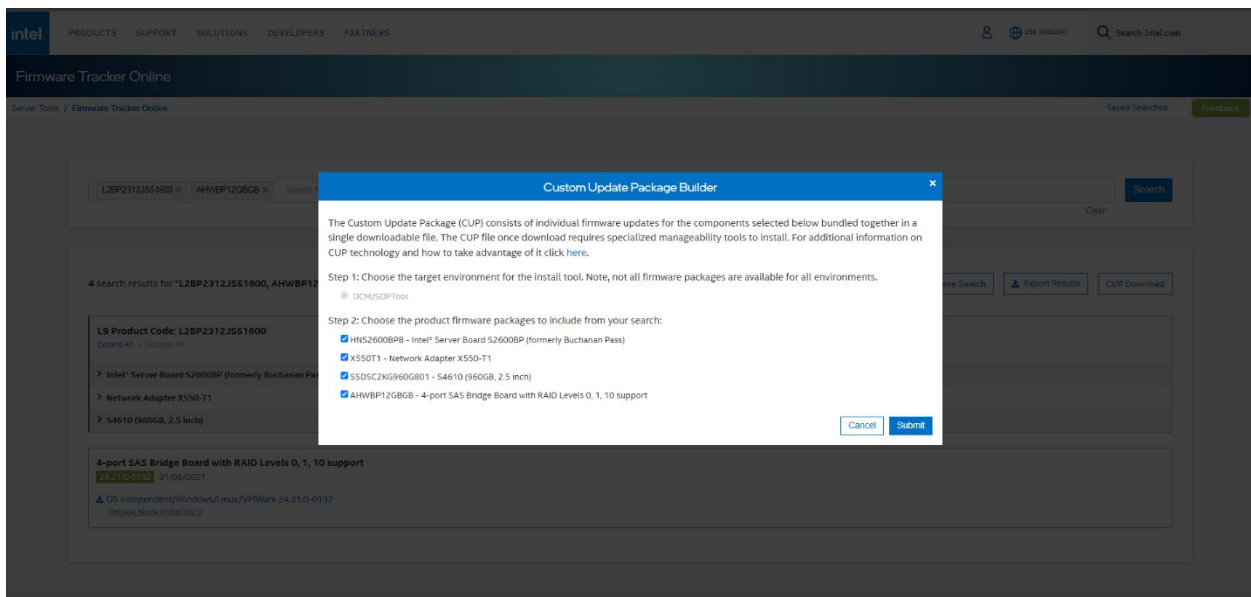 intel
PRODUCTS SUPPORT SOLUTIONS DEVELOPERS PARTNERS
USA (ENGLISH)
Search Intel.com
Firmware Tracker Online
Server Tools / Firmware Tracker Online
Saved Searches
Feedback
L2BP2312JSS1600 × AHWBP12GBGB × Search
Search
Clear
Custom Update Package Builder ×
The Custom Update Package (CUP) consists of individual firmware updates for the components selected below bundled together in a
single downloadable file. The CUP file once download requires specialized manageability tools to install. For additional information on
CUP technology and how to take advantage of it click here.
Step 1: Choose the target environment for the install tool. Note, not all firmware packages are available for all environments.
DCM/SDPTool
Step 2: Choose the product firmware packages to include from your search:
HNS2600BPB - Intel® Server Board S2600BP (formerly Buchanan Pass)
X550T1 - Network Adapter X550-T1
SSDSC2KG960G801 - S4610 (960GB, 2.5 inch)
AHWBP12GBGB - 4-port SAS Bridge Board with RAID Levels 0, 1, 10 support
Cancel Submit
4 search results for "L2BP2312JSS1600, AHWBP12
Search
Export Results
CUP Download
L9 Product Code: L2BP2312JSS1600
Expand All | Collapse All
> Intel® Server Board S2600BP (formerly Buchanan Pas
> Network Adapter X550-T1
> S4610 (960GB, 2.5 inch)
4-port SAS Bridge Board with RAID Levels 0, 1, 10 support
24.21.0-0132 01/08/2021
OS Independent/Windows/Linux/VMWare 24.21.0-0132